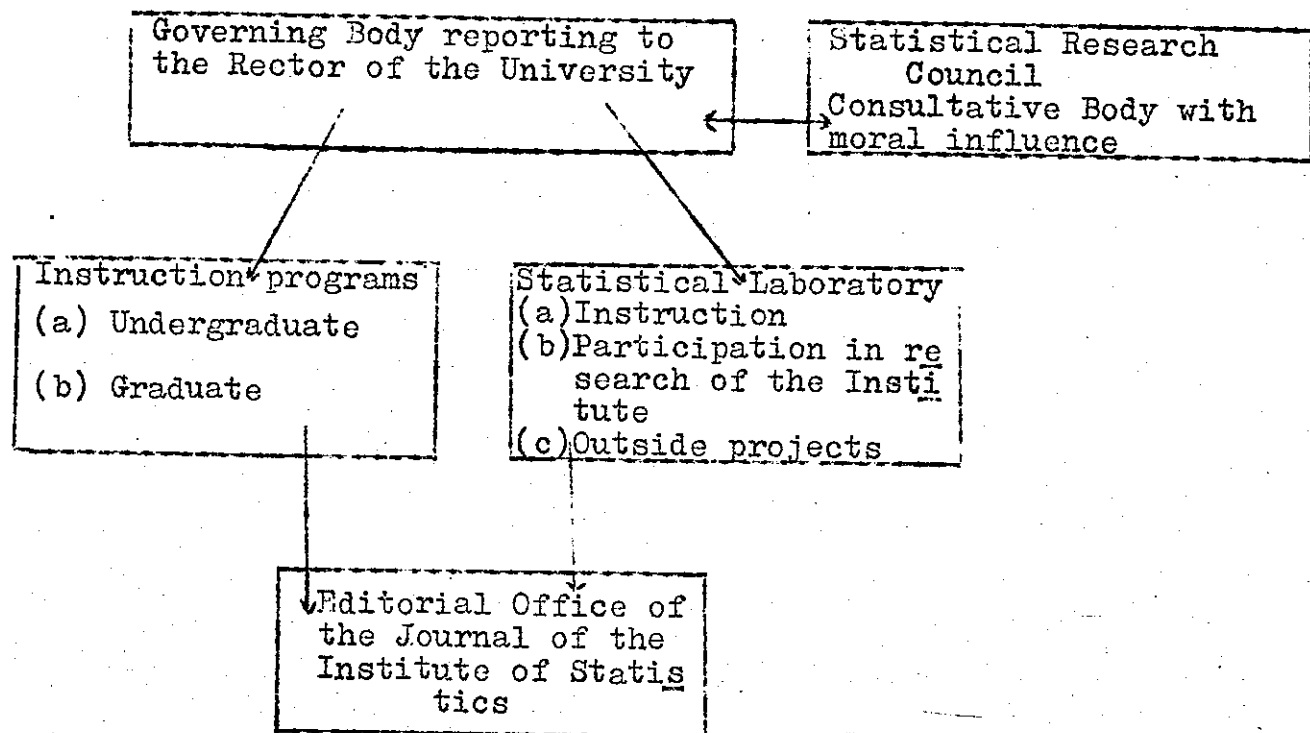 Governing Body reporting to
the Rector of the University
Statistical Research
Council
Consultative Body with
moral influence
Instruction programs
(a) Undergraduate
(b) Graduate
Statistical Laboratory
(a)Instruction
(b)Participation in re
search of the Insti
tute
(c)Outside projects
Editorial Office of
the Journal of the
Institute of Statis
tics